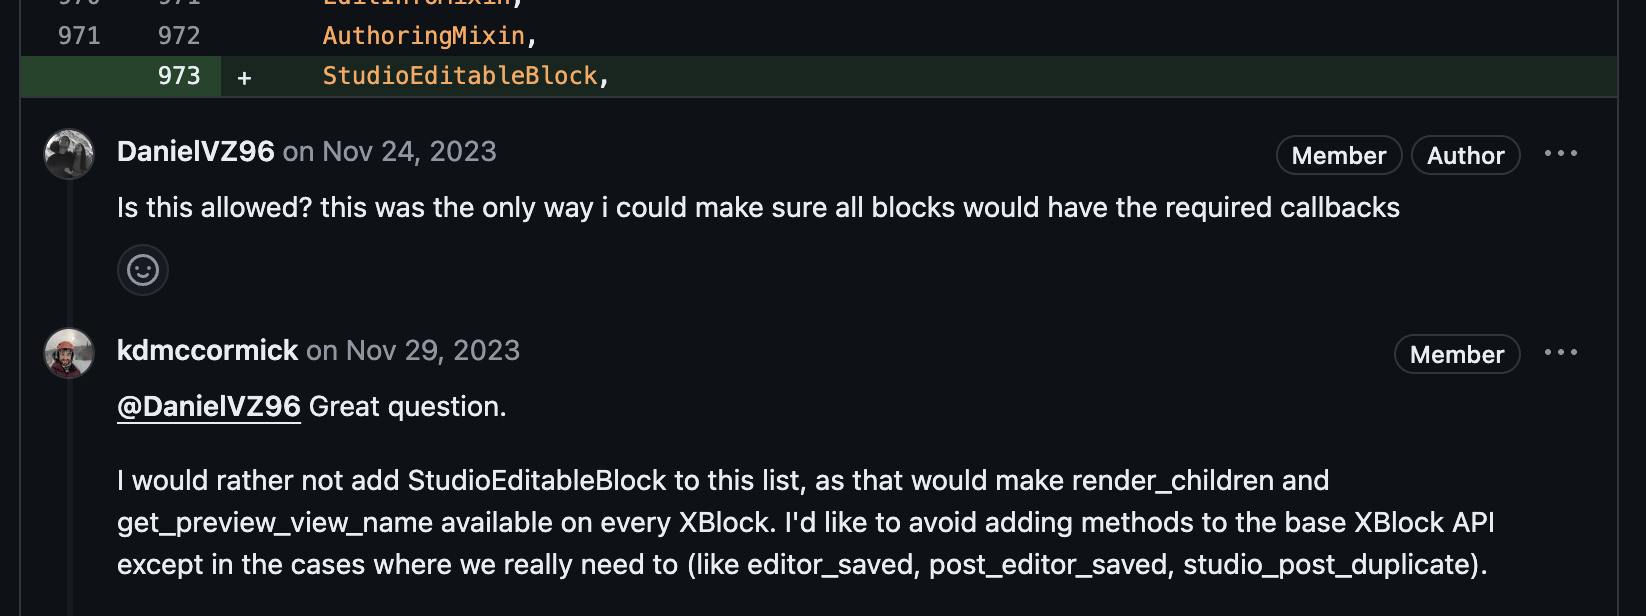 970 971 EditInfoMixin,
971 972 AuthoringMixin,
973 + StudioEditableBlock,
DanielVZ96 on Nov 24, 2023 Member Author ...
Is this allowed? this was the only way i could make sure all blocks would have the required callbacks
kdmccormick on Nov 29, 2023 Member ...
@DanielVZ96 Great question.
I would rather not add StudioEditableBlock to this list, as that would make render_children and
get_preview_view_name available on every XBlock. I'd like to avoid adding methods to the base XBlock API
except in the cases where we really need to (like editor_saved, post_editor_saved, studio_post_duplicate).